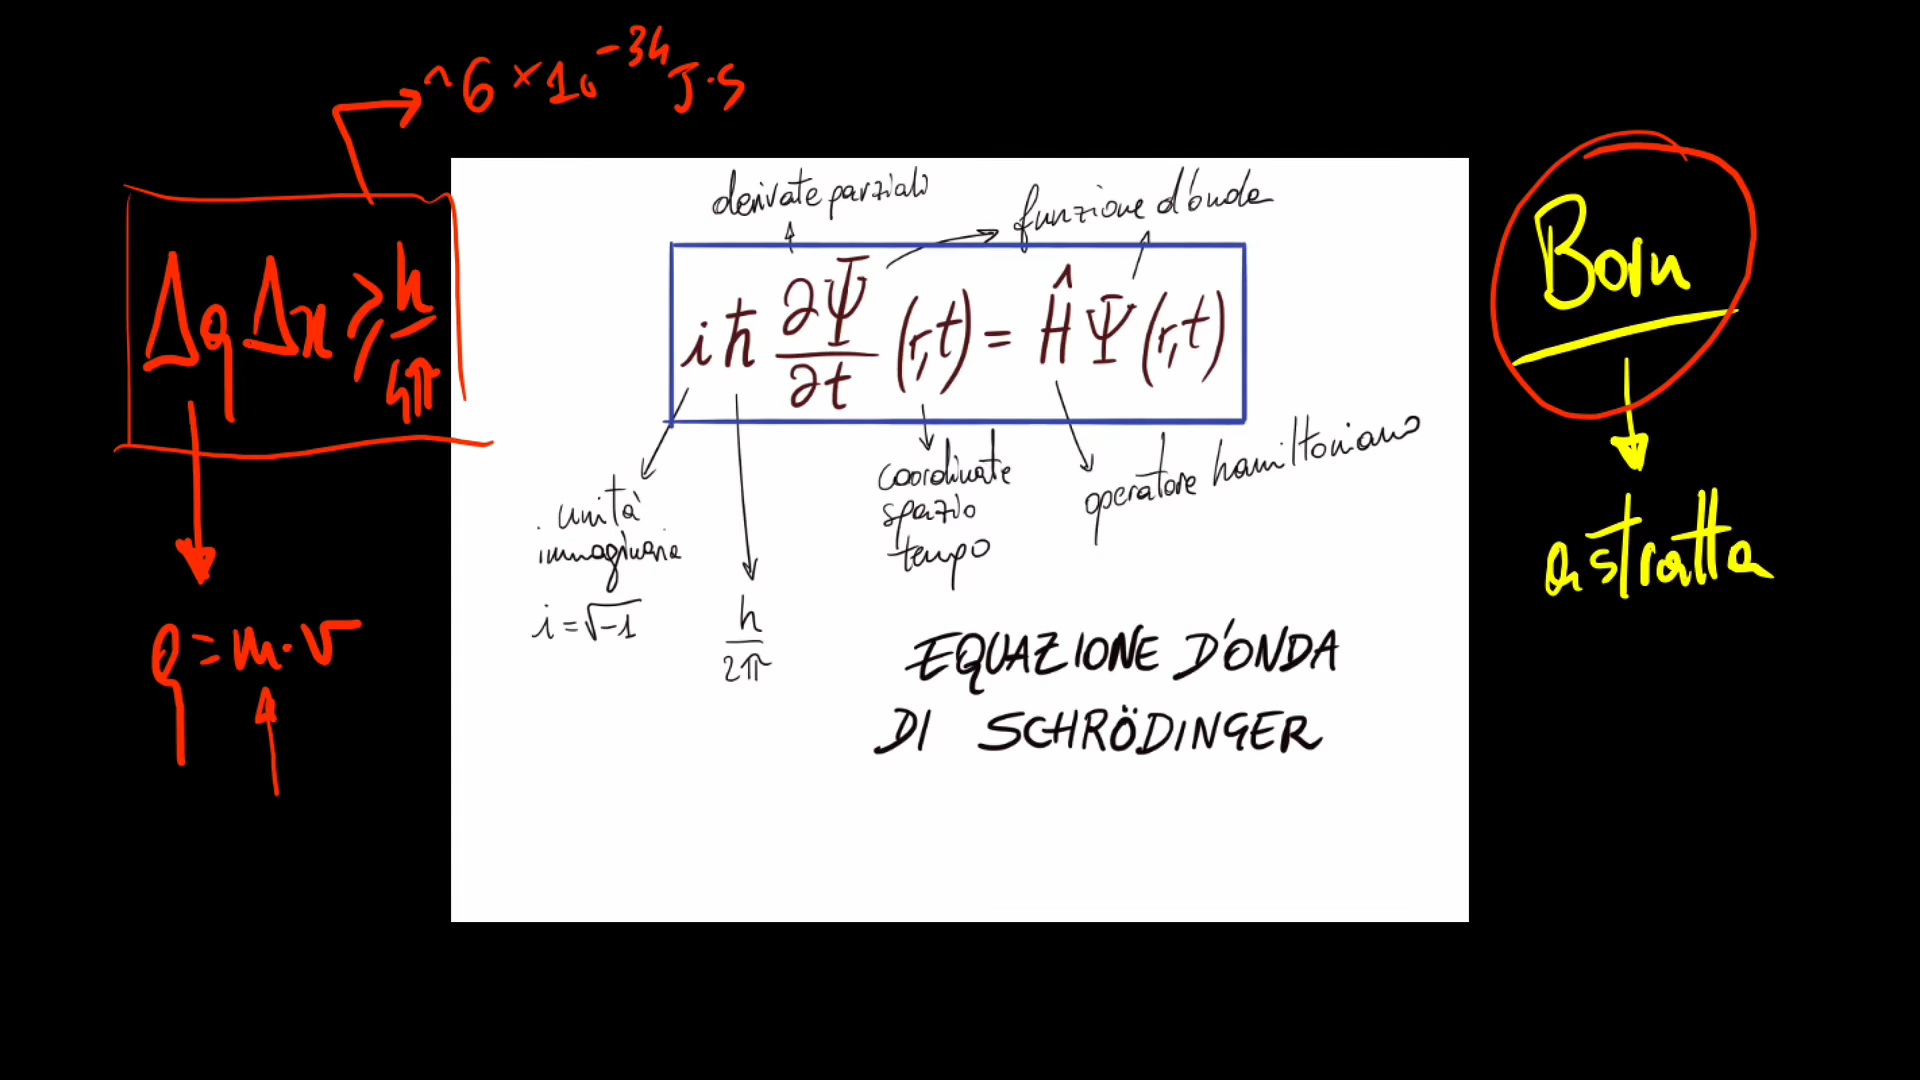 ~6 × 10⁻³⁴ J·s
Δq Δx ⩾ h/4π
q = m·v
derivate parziali
funzione d'onda
iħ ∂Ψ/∂t (r,t) = ĤΨ(r,t)
unità
immaginaria
i = √-1
h/2π
coordinate
spazio
tempo
operatore hamiltoniano
EQUAZIONE D'ONDA
DI SCHRÖDINGER
Born
astratta